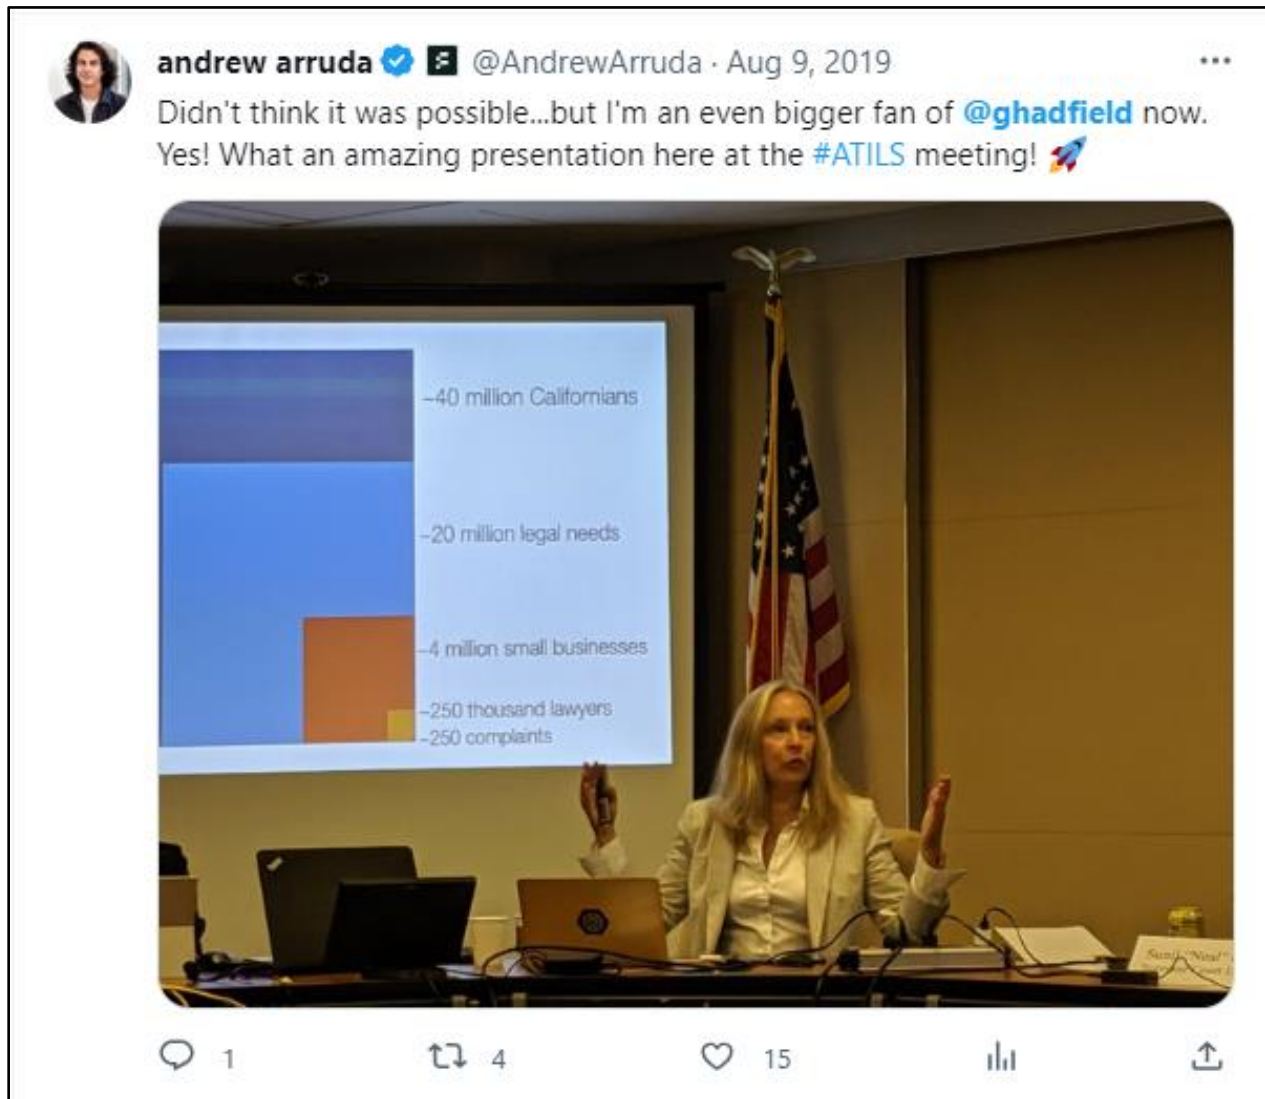 andrew arruda @AndrewArruda · Aug 9, 2019
Didn't think it was possible...but I'm an even bigger fan of @ghadfield now.
Yes! What an amazing presentation here at the #ATILS meeting! 🚀
~40 million Californians
~20 million legal needs
~4 million small businesses
~250 thousand lawyers
~250 complaints
Sunil "Neal"
1 4 15